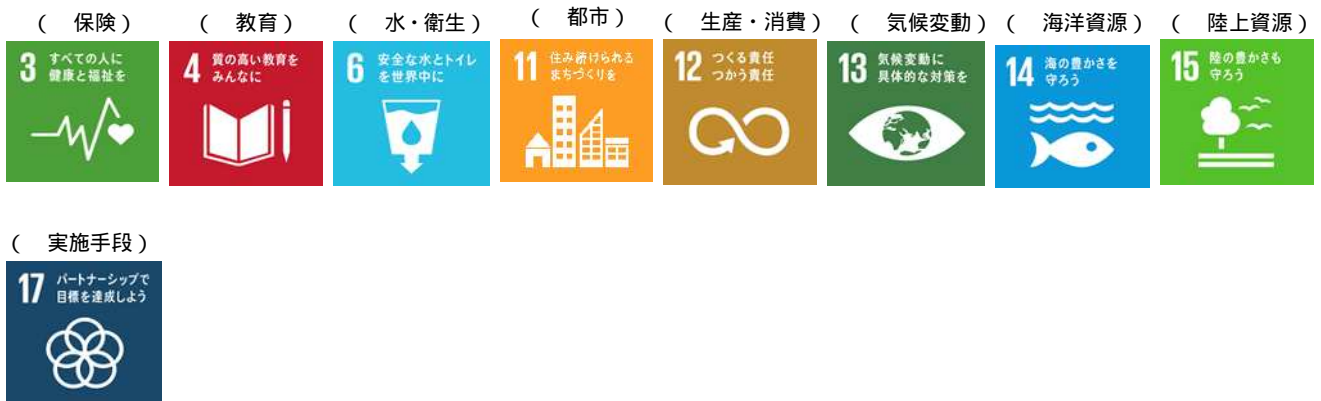 ( 保険)
( 教育)
( 水・衛生)
( 都市)
( 生産・消費)
( 気候変動)
( 海洋資源)
( 陸上資源)
3 すべての人に
健康と福祉を
4 質の高い教育を
みんなに
6 安全な水とトイレ
を世界中に
11 住み続けられる
まちづくりを
12 つくる責任
つかう責任
13 気候変動に
具体的な対策を
14 海の豊かさを
守ろう
15 陸の豊かさも
守ろう
( 実施手段)
17 パートナーシップで
目標を達成しよう